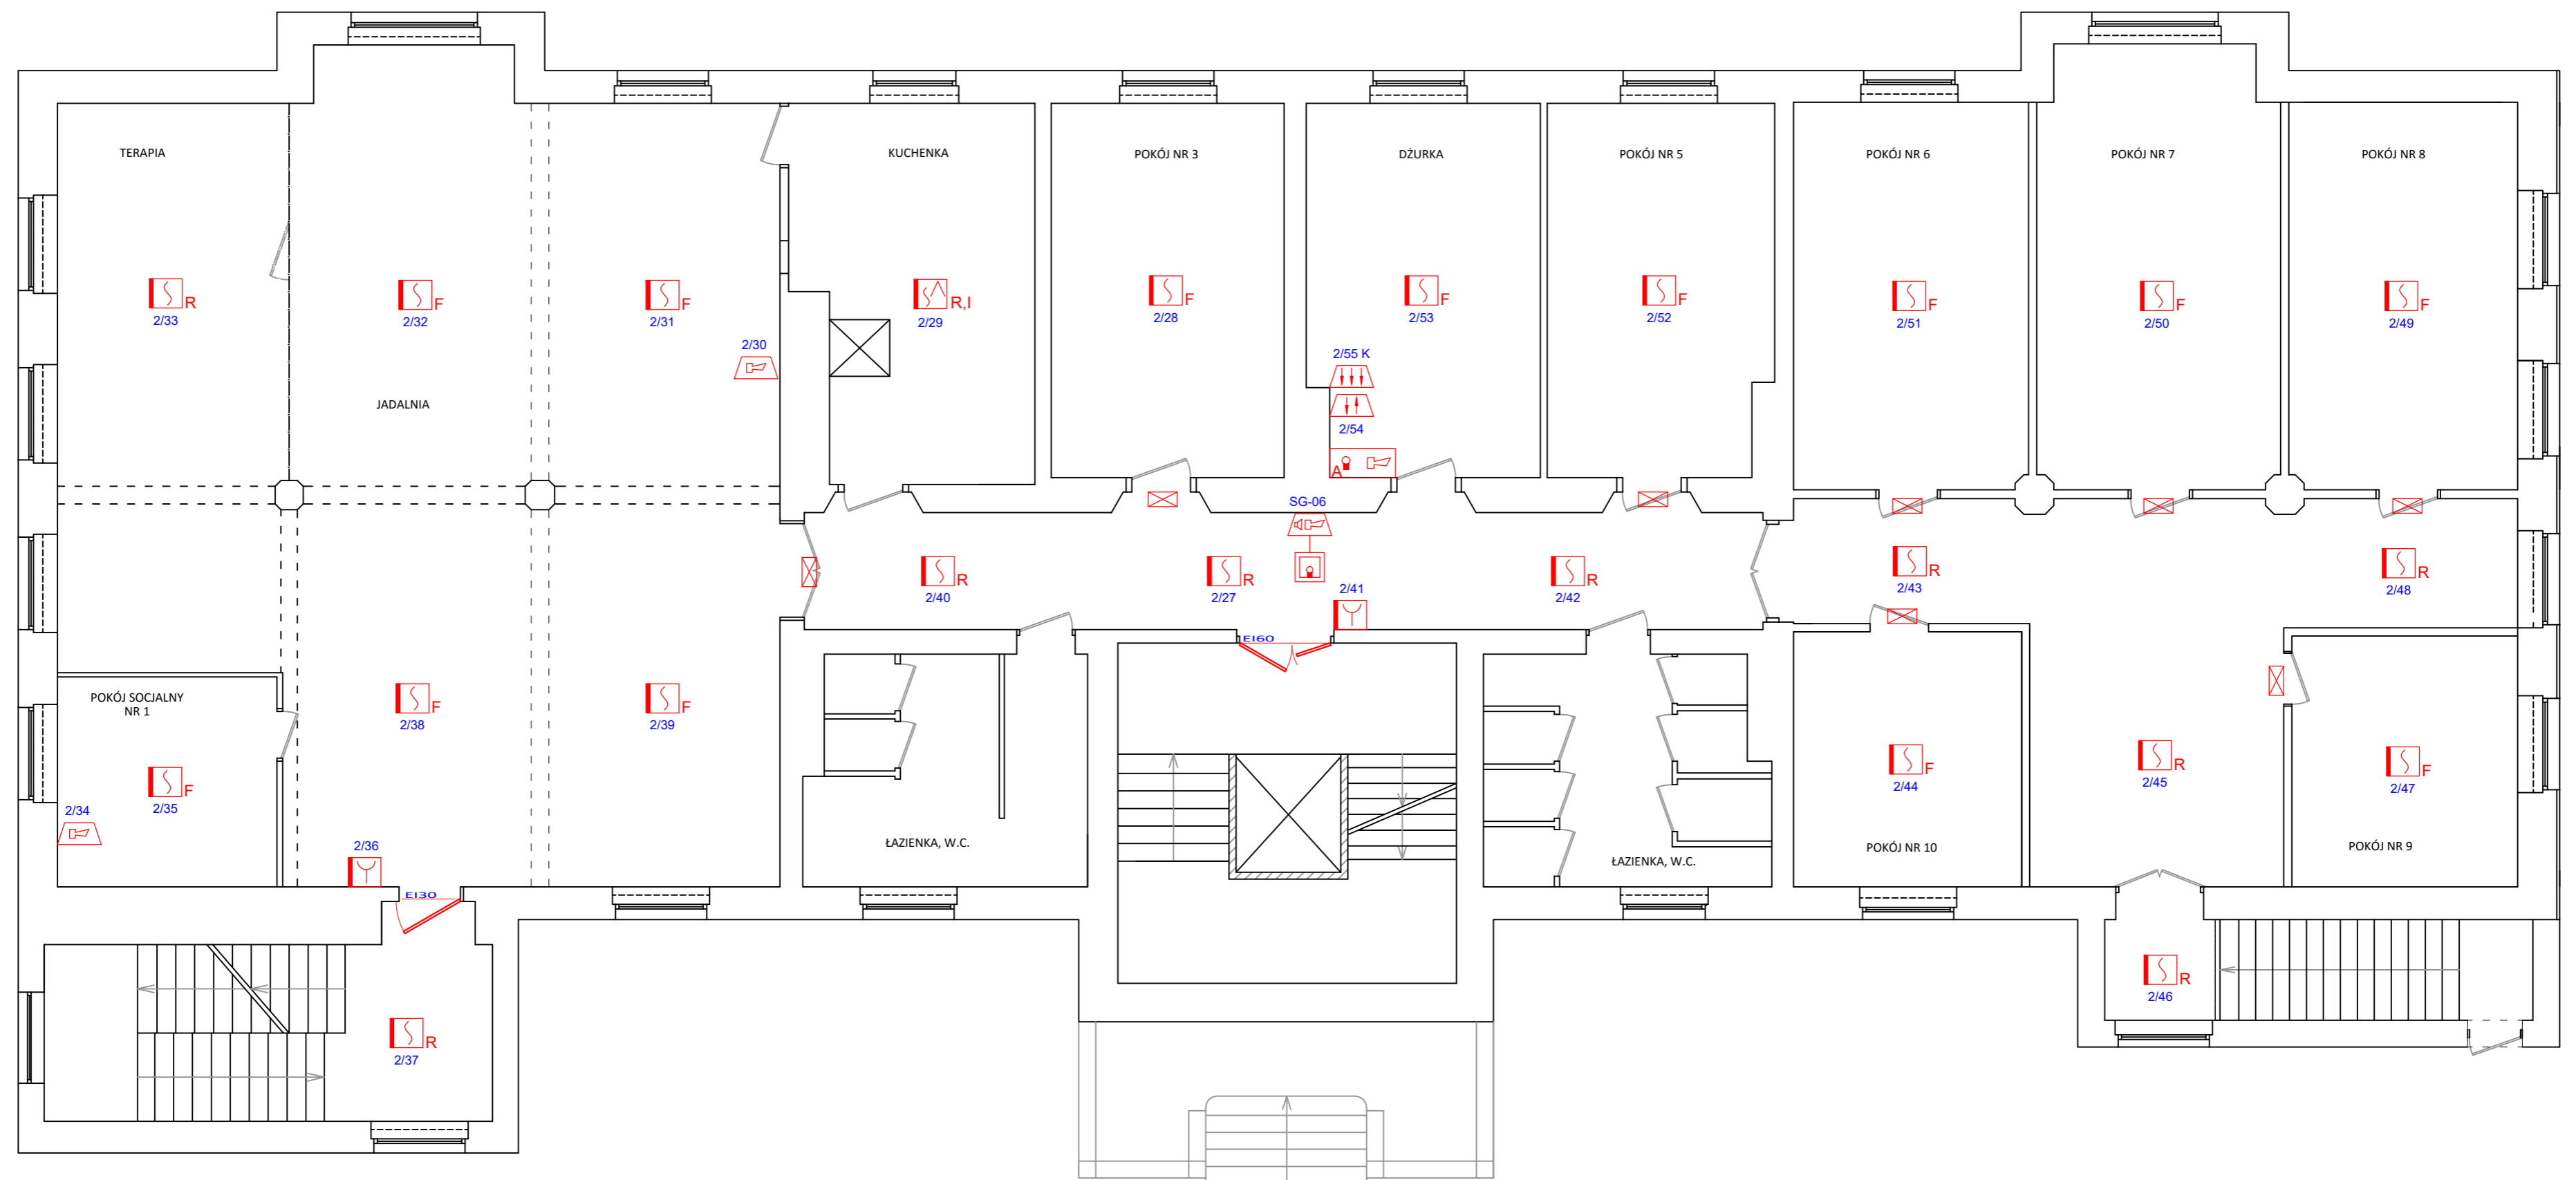 TERAPIA
KUCHENKA
POKÓJ NR 3
DŻURKA
POKÓJ NR 5
POKÓJ NR 6
POKÓJ NR 7
POKÓJ NR 8
R
2/33
F
2/32
F
2/31
R,I
2/29
F
2/28
F
2/53
F
2/52
F
2/51
F
2/50
F
2/49
2/30
2/55 K
2/54
JADALNIA
A
SG-06
R
2/40
R
2/27
2/41
R
2/42
R
2/43
R
2/48
EI60
POKÓJ SOCJALNY
NR 1
F
2/38
F
2/39
F
2/35
2/34
2/36
EI30
ŁAZIENKA, W.C.
ŁAZIENKA, W.C.
F
2/44
POKÓJ NR 10
R
2/45
F
2/47
POKÓJ NR 9
R
2/46
R
2/37